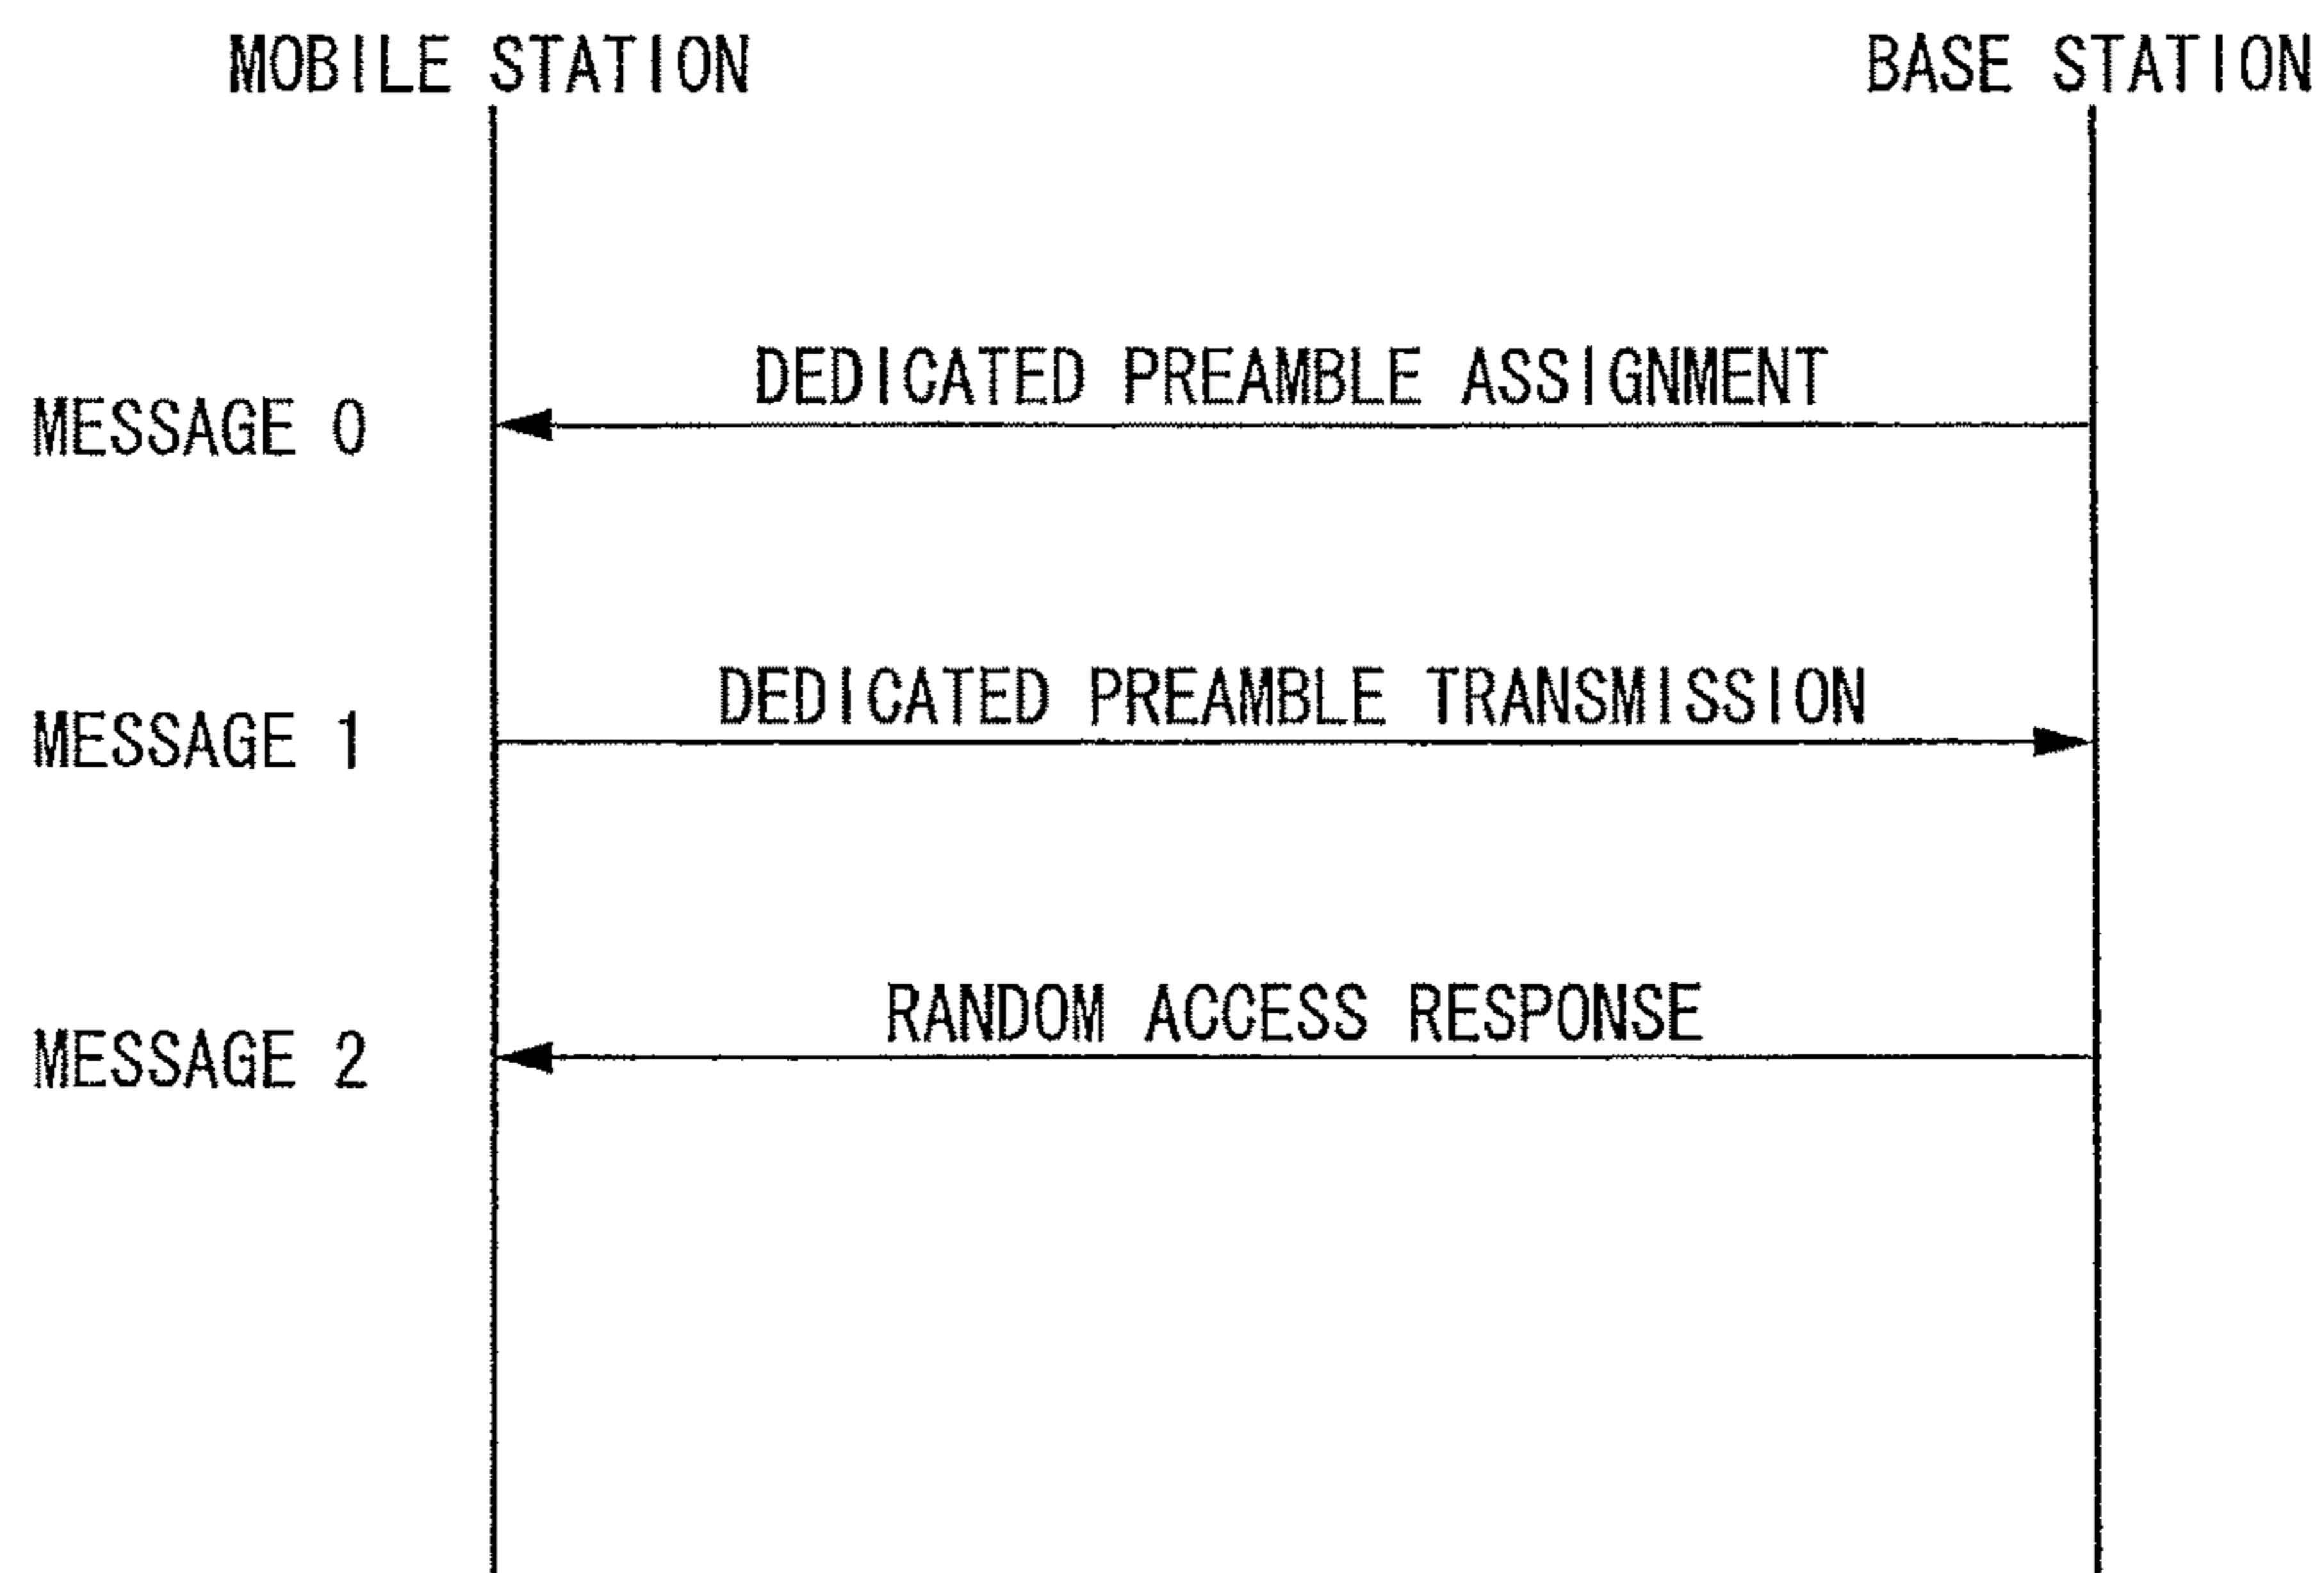 MOBILE STATION
BASE STATION
DEDICATED PREAMBLE ASSIGNMENT
MESSAGE 0
DEDICATED PREAMBLE TRANSMISSION
MESSAGE 1
RANDOM ACCESS RESPONSE
MESSAGE 2